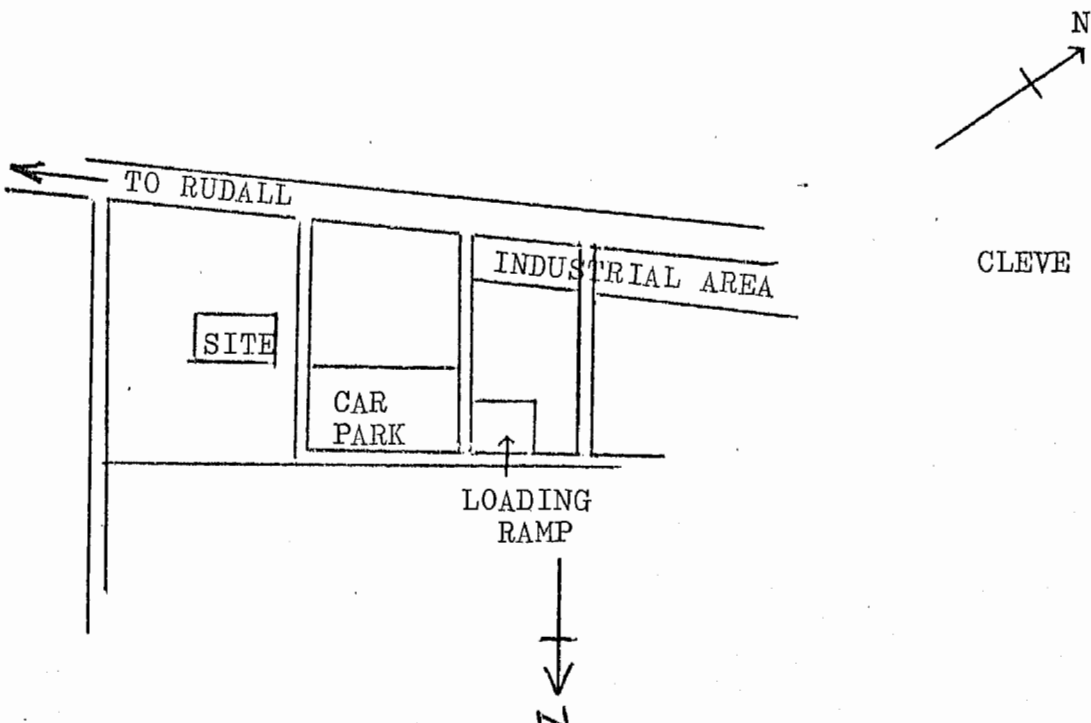 N
TO RUDALL
INDUSTRIAL AREA
CLEVE
SITE
CAR
PARK
LOADING
RAMP
N